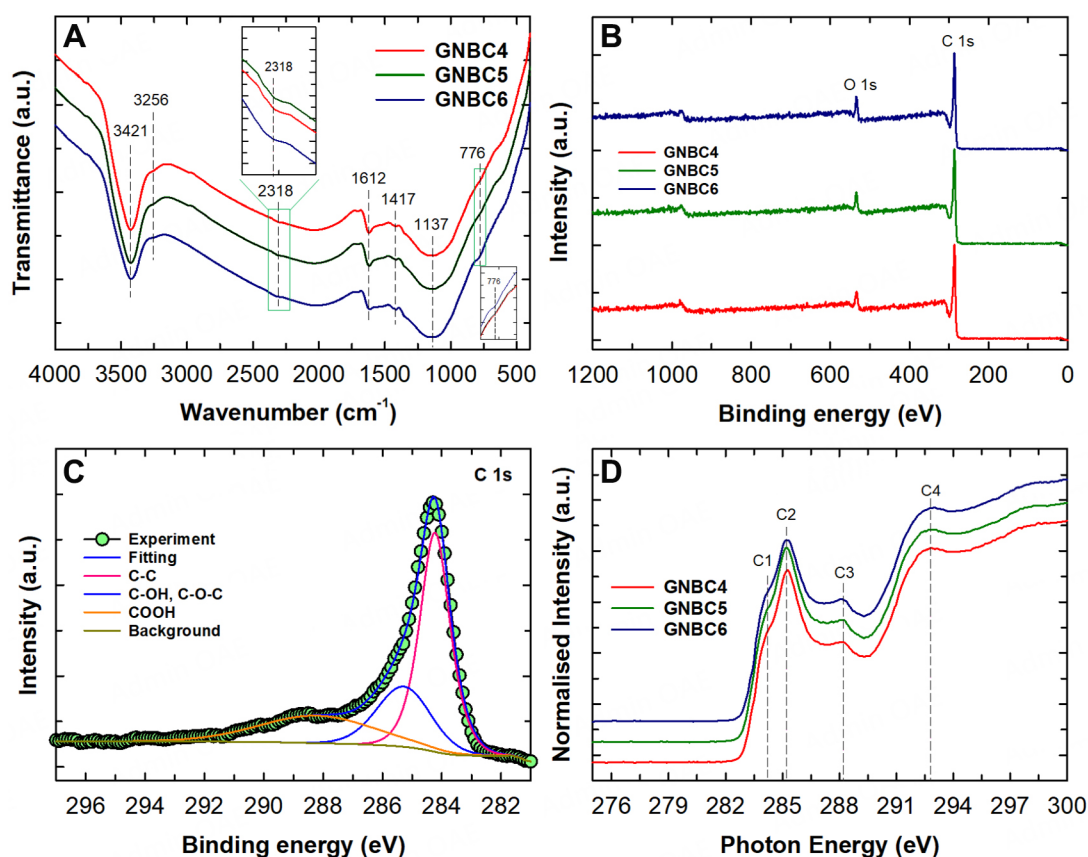 A
GNBC4
GNBC5
GNBC6
2318
3421
3256
2318
1612
1417
1137
776
776
Transmittance (a.u.)
4000 3500 3000 2500 2000 1500 1000 500
Wavenumber (cm⁻¹)
B
C 1s
O 1s
GNBC4
GNBC5
GNBC6
Intensity (a.u.)
1200 1000 800 600 400 200 0
Binding energy (eV)
C
C 1s
Experiment
Fitting
C-C
C-OH, C-O-C
COOH
Background
Intensity (a.u.)
296 294 292 290 288 286 284 282
Binding energy (eV)
D
C1
C2
C3
C4
GNBC4
GNBC5
GNBC6
Normalised Intensity (a.u.)
276 279 282 285 288 291 294 297 300
Photon Energy (eV)